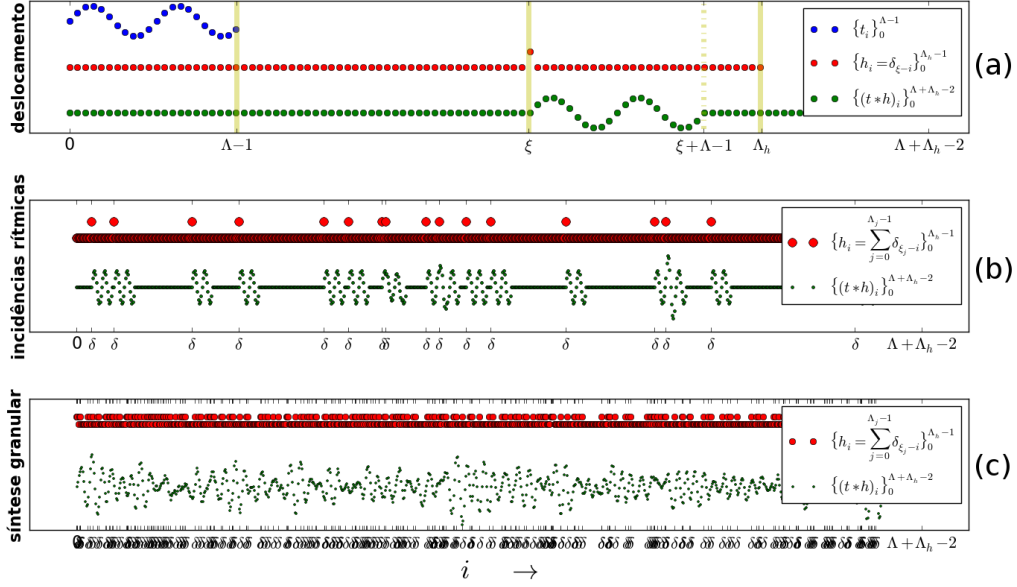 deslocamento
{t_i}_0^{Λ−1}
{h_i = δ_{ξ−i}}_0^{Λ_h−1}
{(t∗h)_i}_0^{Λ+Λ_h−2}
(a)
0 Λ−1 ξ ξ+Λ−1 Λ_h Λ+Λ_h−2
incidências rítmicas
{h_i = ∑_{j=0}^{Λ_j−1} δ_{ξ_j−i}}_0^{Λ_h−1}
{(t∗h)_i}_0^{Λ+Λ_h−2}
(b)
0 δ δ δ δ δ δ δ δ δ δ δ δ δ δ δ δ δ Λ+Λ_h−2
síntese granular
{h_i = ∑_{j=0}^{Λ_j−1} δ_{ξ_j−i}}_0^{Λ_h−1}
{(t∗h)_i}_0^{Λ+Λ_h−2}
(c)
0 Λ+Λ_h−2
i →